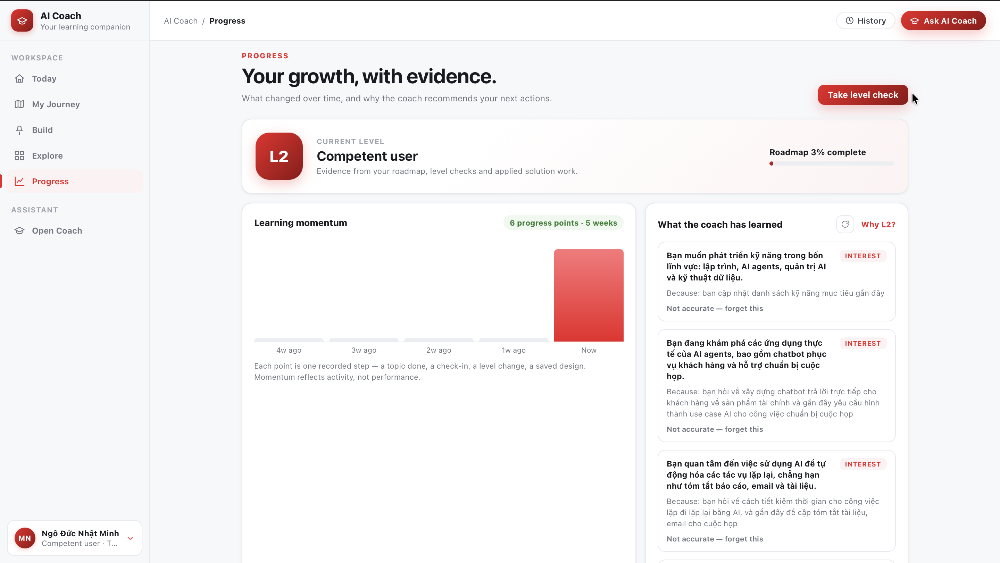 AI Coach
Your learning companion
WORKSPACE
Today
My Journey
Build
Explore
Progress
ASSISTANT
Open Coach
MN
Ngô Đức Nhật Minh
Competent user · T...
AI Coach / Progress
History
Ask AI Coach
PROGRESS
Your growth, with evidence.
What changed over time, and why the coach recommends your next actions.
Take level check
L2
CURRENT LEVEL
Competent user
Evidence from your roadmap, level checks and applied solution work.
Roadmap 3% complete
Learning momentum
6 progress points · 5 weeks
4w ago
3w ago
2w ago
1w ago
Now
Each point is one recorded step — a topic done, a check-in, a level change, a saved design.
Momentum reflects activity, not performance.
What the coach has learned
Why L2?
Bạn muốn phát triển kỹ năng trong bốn
lĩnh vực: lập trình, AI agents, quản trị AI
và kỹ thuật dữ liệu.
INTEREST
Because: bạn cập nhật danh sách kỹ năng mục tiêu gần đây
Not accurate — forget this
Bạn đang khám phá các ứng dụng thực
tế của AI agents, bao gồm chatbot phục
vụ khách hàng và hỗ trợ chuẩn bị cuộc
họp.
INTEREST
Because: bạn hỏi về xây dựng chatbot trả lời trực tiếp cho
khách hàng về sản phẩm tài chính và gần đây yêu cầu hình
thành use case AI cho công việc chuẩn bị cuộc họp
Not accurate — forget this
Bạn quan tâm đến việc sử dụng AI để tự
động hóa các tác vụ lặp lại, chẳng hạn
như tóm tắt báo cáo, email và tài liệu.
INTEREST
Because: bạn hỏi về cách tiết kiệm thời gian cho công việc
lặp đi lặp lại bằng AI, và gần đây đề cập tóm tắt tài liệu,
email cho cuộc họp
Not accurate — forget this